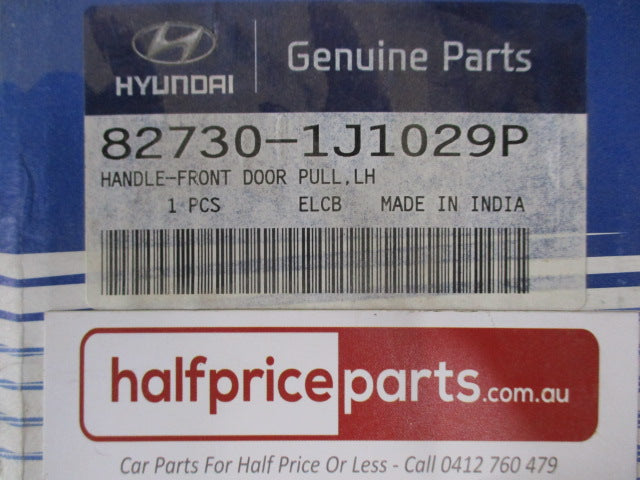 HYUNDAI
Genuine Parts
82730-1J1029P
HANDLE-FRONT DOOR PULL,LH
1 PCS ELCB MADE IN INDIA
halfpriceparts.com.au
Car Parts For Half Price Or Less - Call 0412 760 479